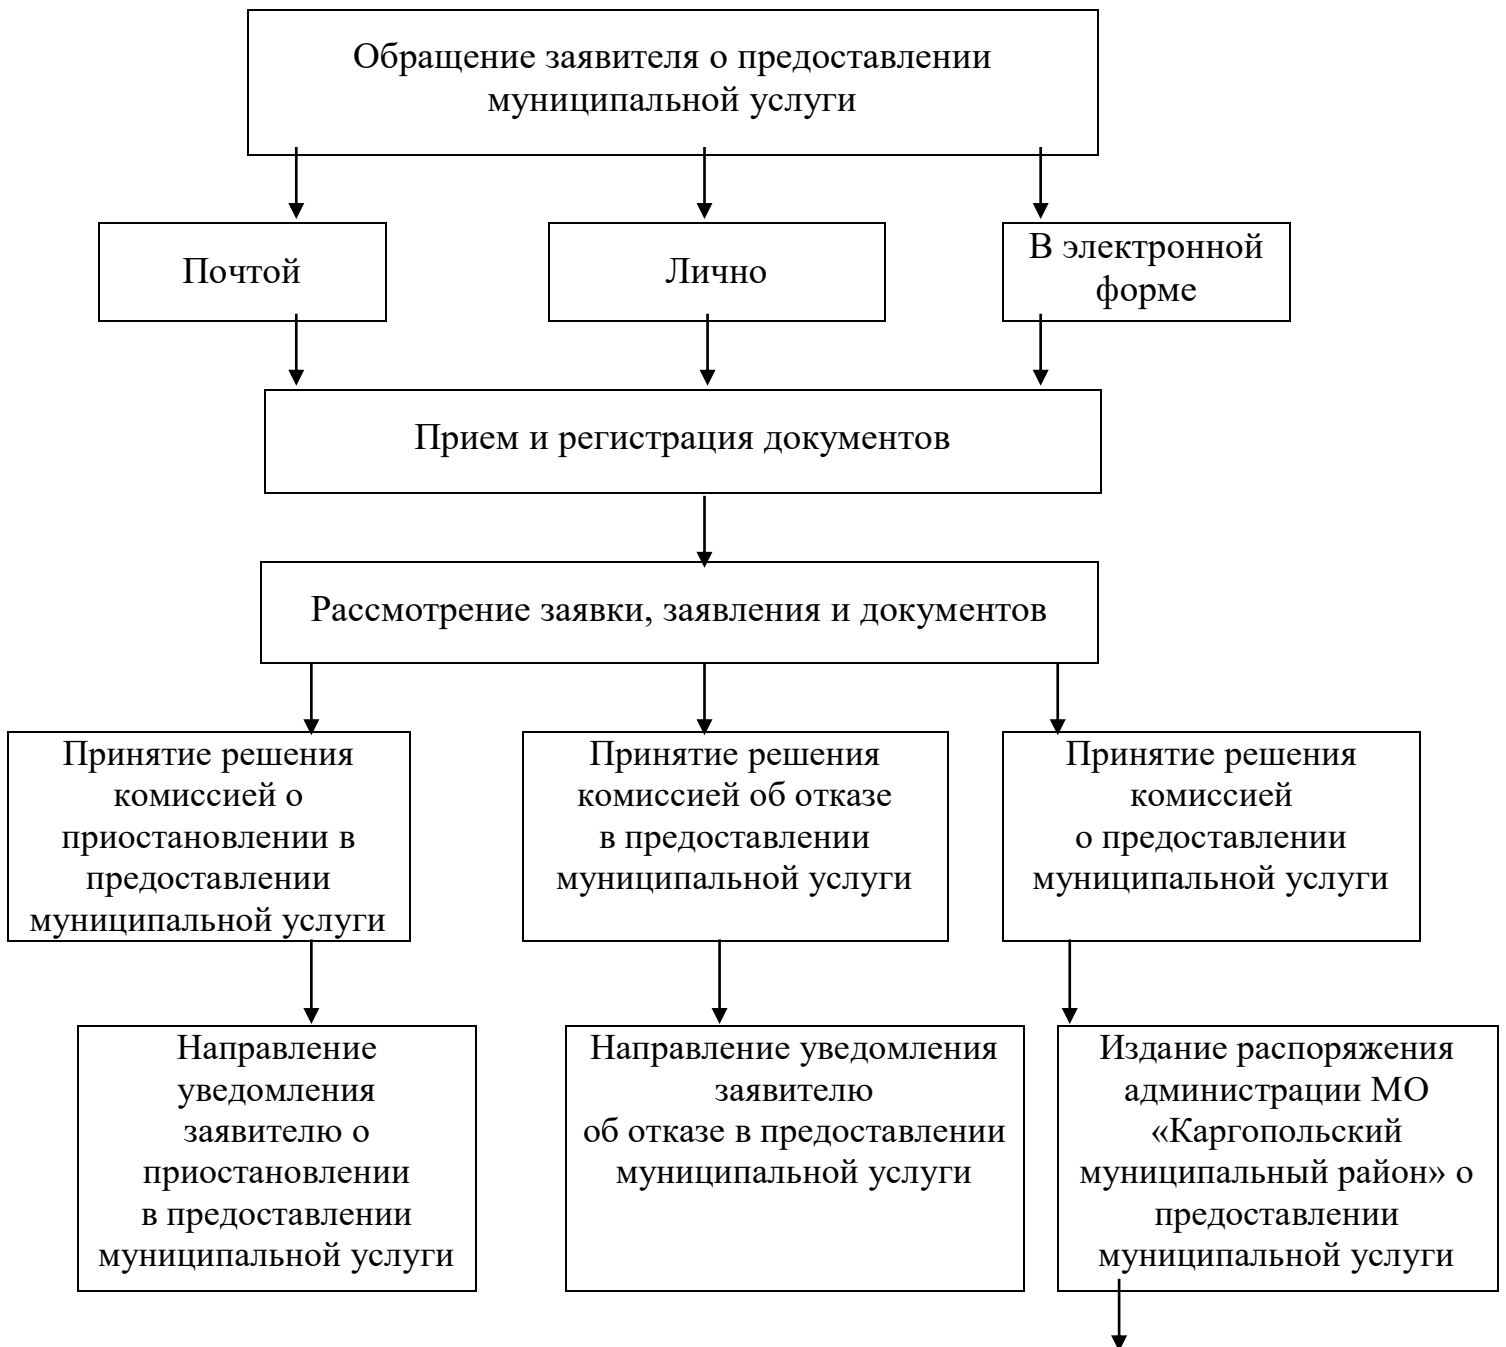 Обращение заявителя о предоставлении
муниципальной услуги
Почтой
Лично
В электронной
форме
Прием и регистрация документов
Рассмотрение заявки, заявления и документов
Принятие решения
комиссией о
приостановлении в
предоставлении
муниципальной услуги
Принятие решения
комиссией об отказе
в предоставлении
муниципальной услуги
Принятие решения
комиссией
о предоставлении
муниципальной услуги
Направление
уведомления
заявителю о
приостановлении
в предоставлении
муниципальной услуги
Направление уведомления
заявителю
об отказе в предоставлении
муниципальной услуги
Издание распоряжения
администрации МО
«Каргопольский
муниципальный район» о
предоставлении
муниципальной услуги